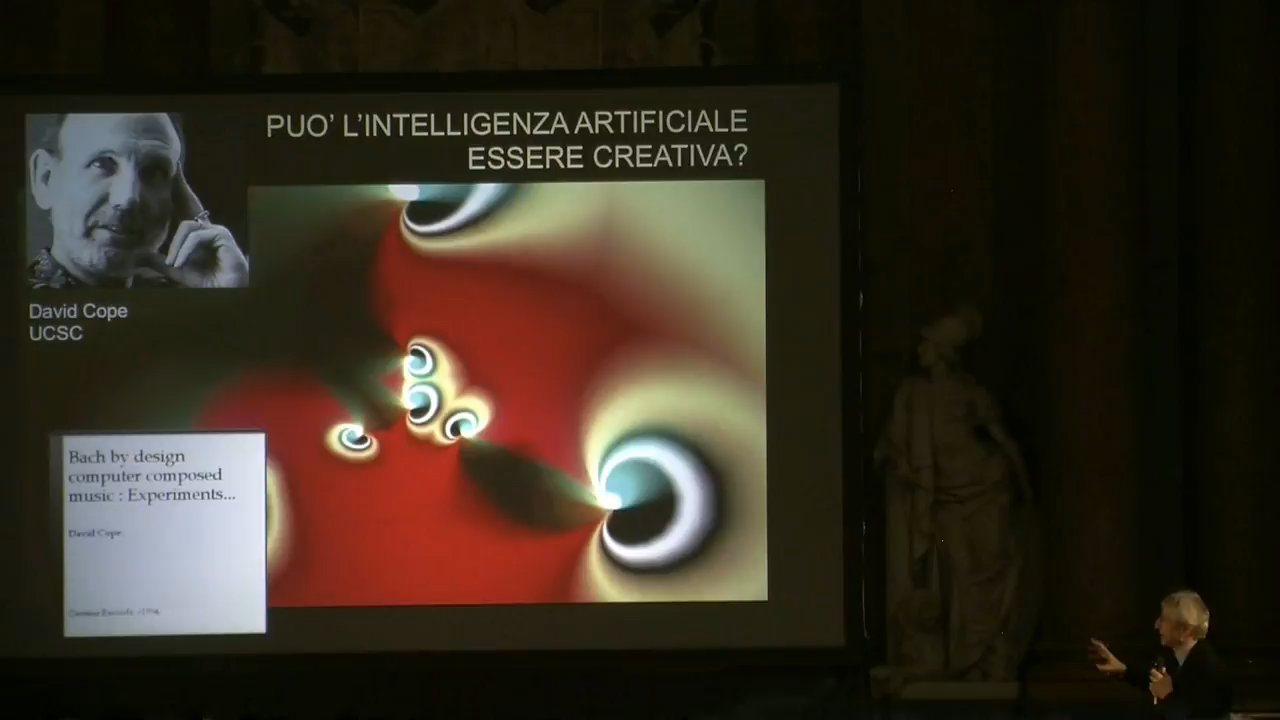 PUO' L'INTELLIGENZA ARTIFICIALE
ESSERE CREATIVA?
David Cope
UCSC
Bach by design
computer composed
music : Experiments...
David Cope